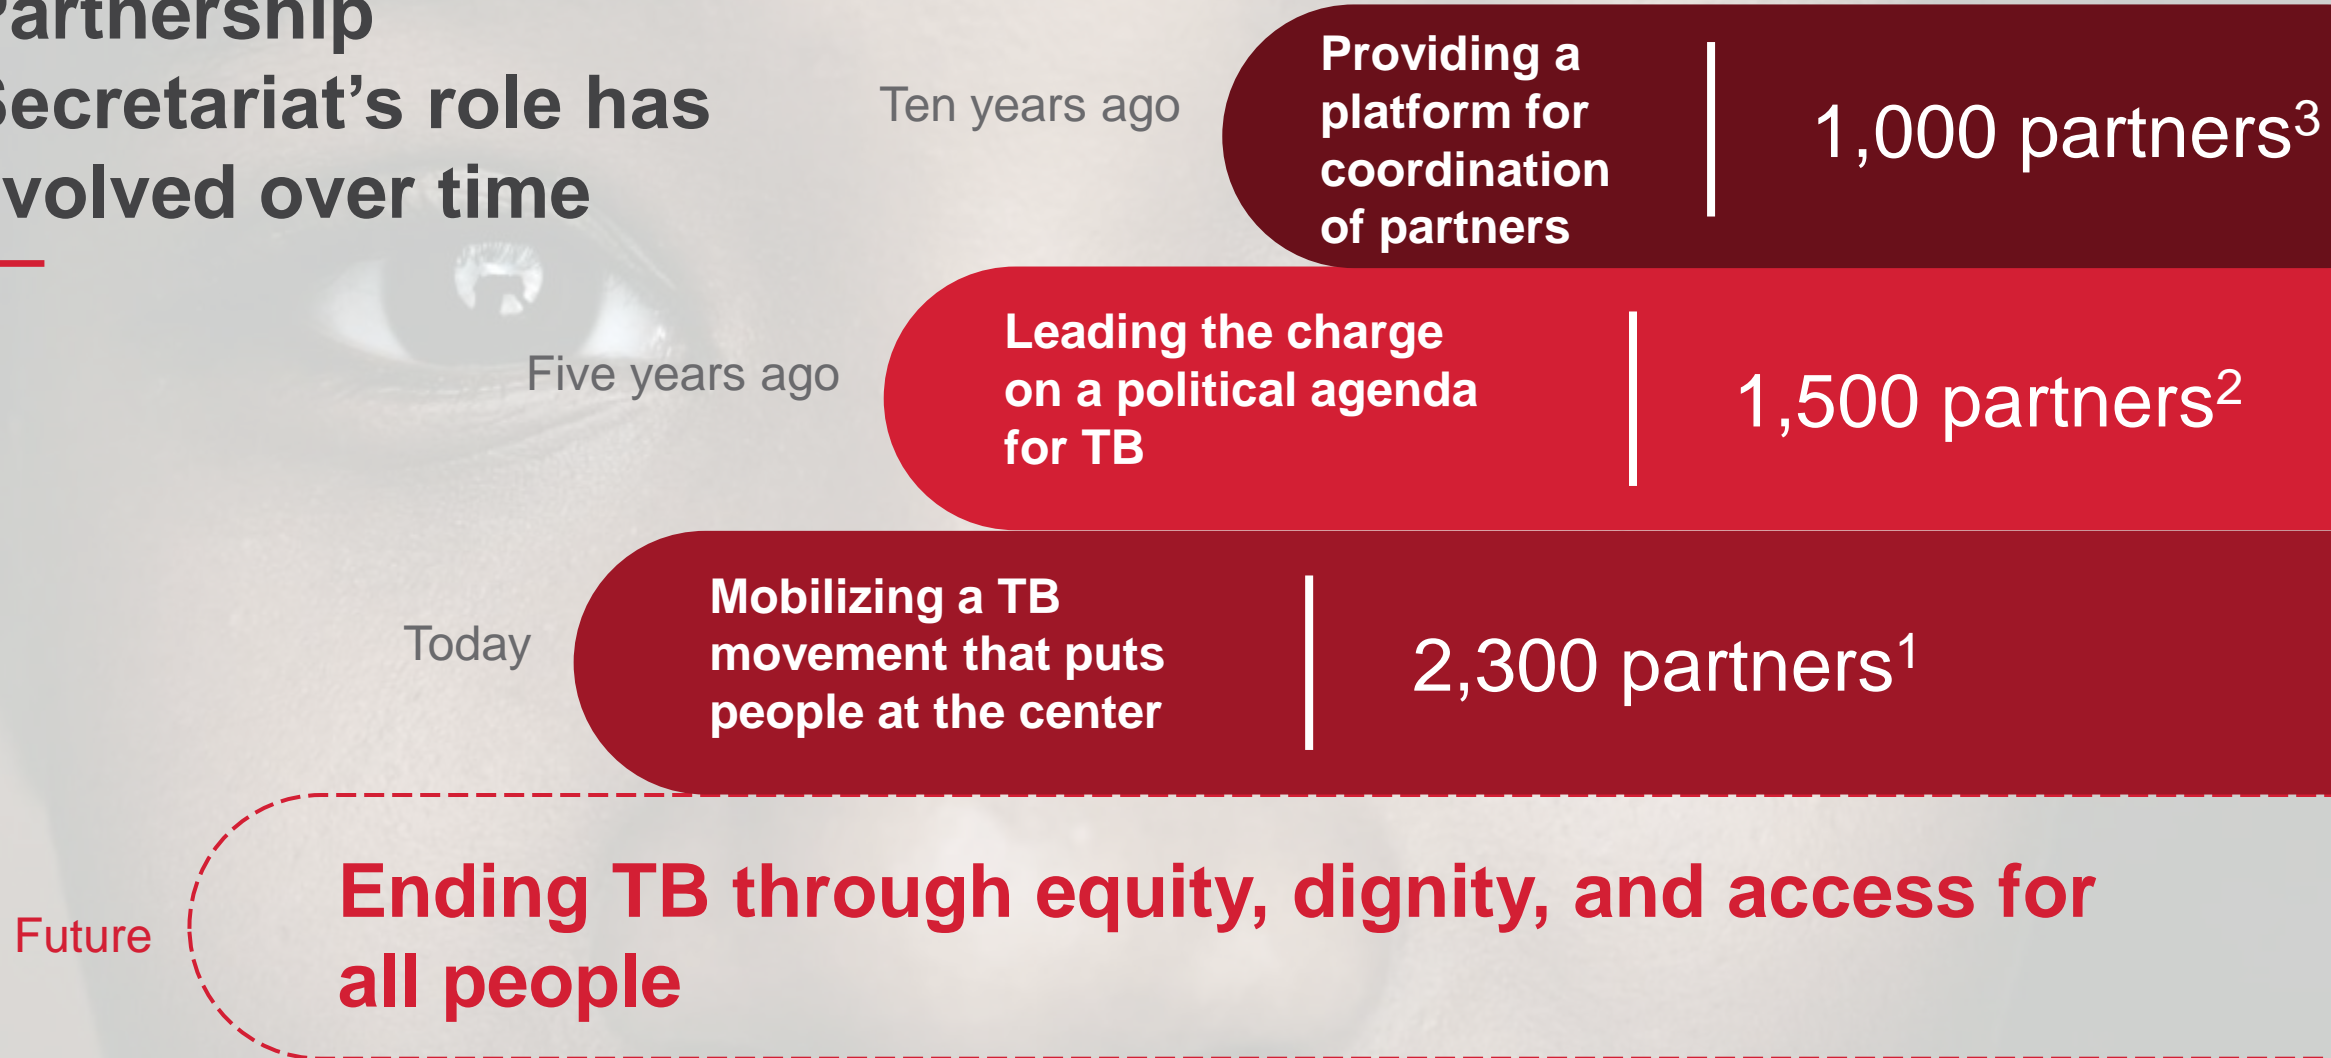 Partnership
Secretariat’s role has
volved over time
Ten years ago
Providing a
platform for
coordination
of partners
1,000 partners³
Five years ago
Leading the charge
on a political agenda
for TB
1,500 partners²
Today
Mobilizing a TB
movement that puts
people at the center
2,300 partners¹
Future
Ending TB through equity, dignity, and access for
all people